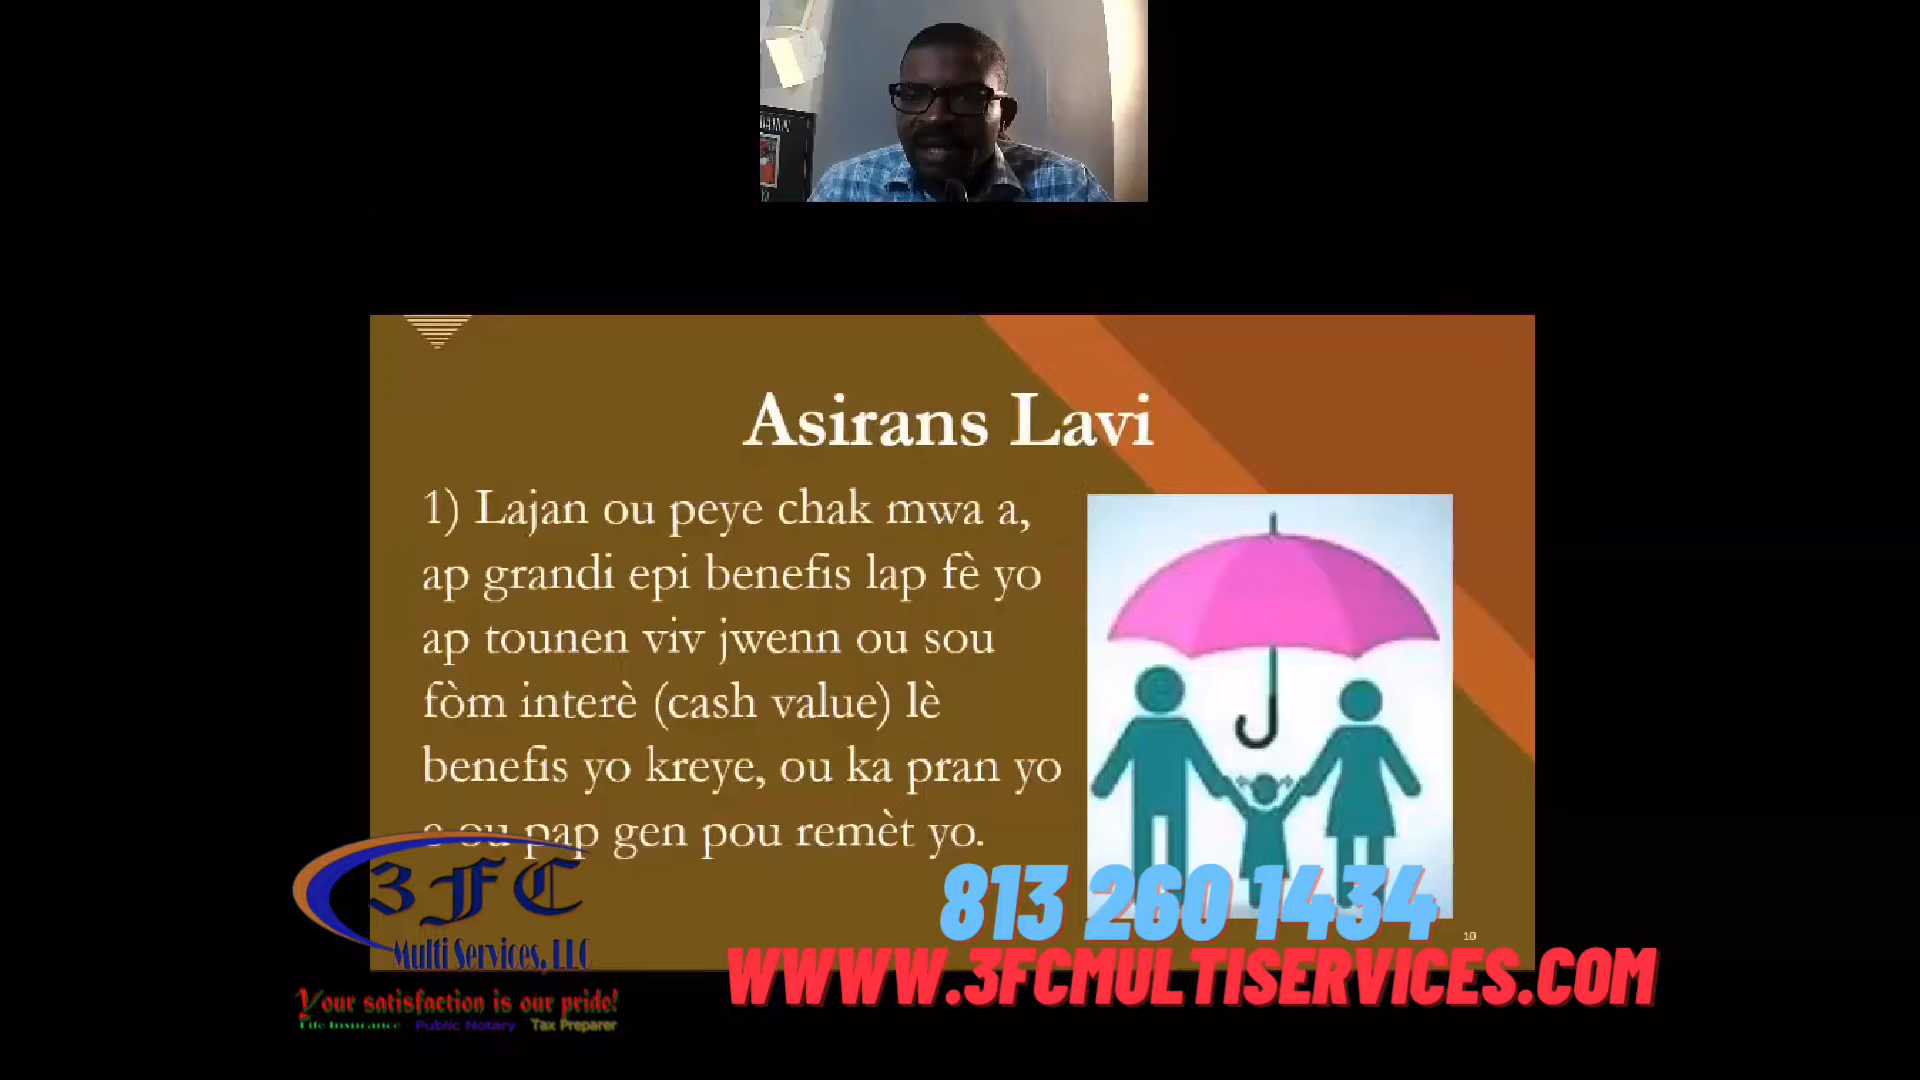 Asirans Lavi
1) Lajan ou peye chak mwa a,
ap grandi epi benefis lap fè yo
ap tounen viv jwenn ou sou
fòm interè (cash value) lè
benefis yo kreye, ou ka pran yo
e ou pap gen pou remèt yo.
3FC
Multi Services, LLC
Your satisfaction is our pride!
Life Insurance Public Notary Tax Preparer
813 260 1434
WWWW.3FCMULTISERVICES.COM
10